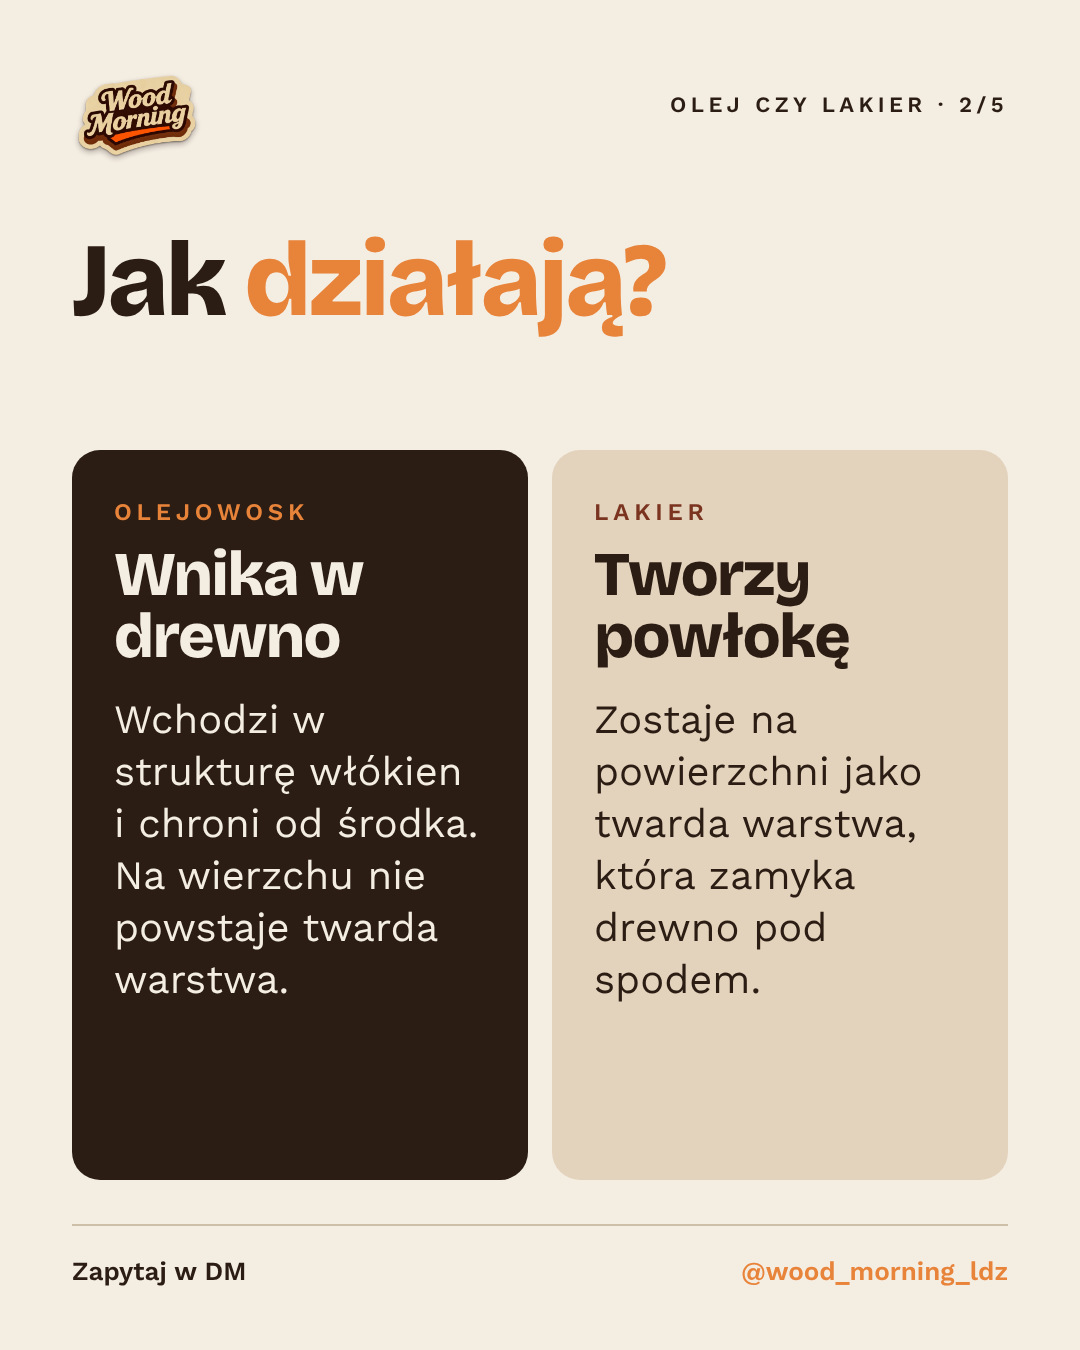 Wood
Morning
OLEJ CZY LAKIER · 2/5
Jak działają?
OLEJOWOSK
Wnika w
drewno
Wchodzi w
strukturę włókien
i chroni od środka.
Na wierzchu nie
powstaje twarda
warstwa.
LAKIER
Tworzy
powłokę
Zostaje na
powierzchni jako
twarda warstwa,
która zamyka
drewno pod
spodem.
Zapytaj w DM
@wood_morning_ldz